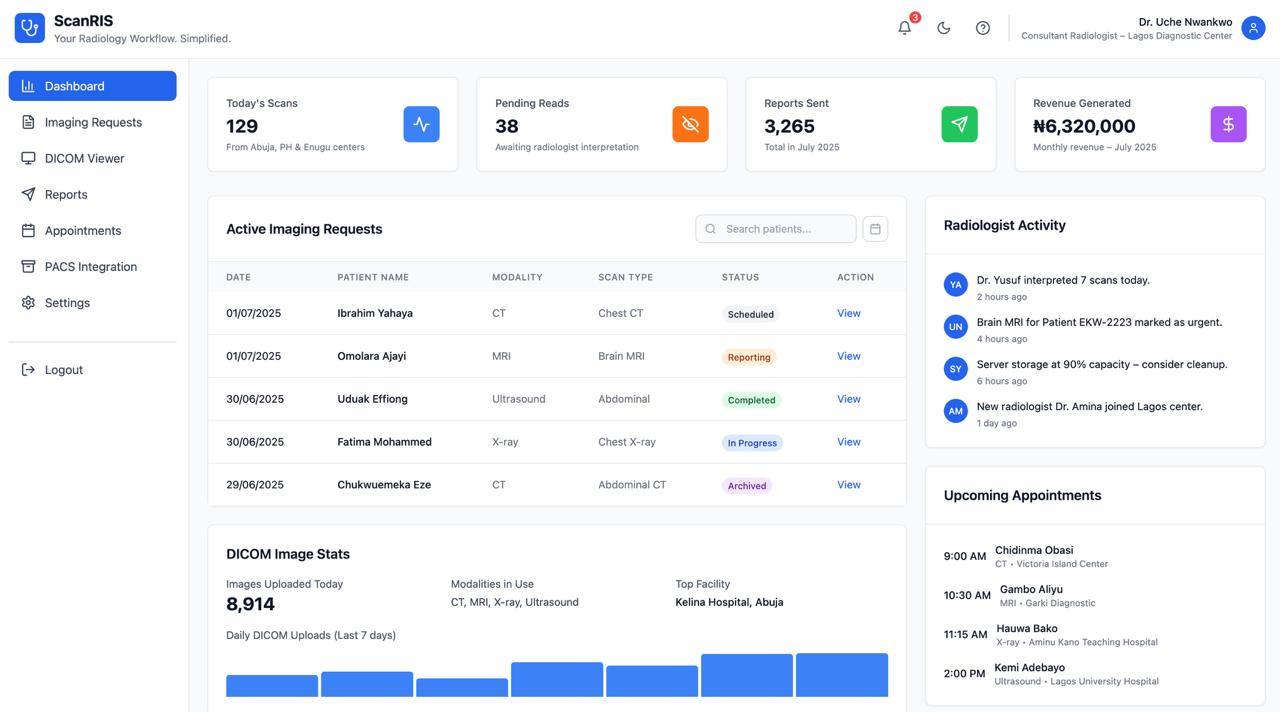 ScanRIS
Your Radiology Workflow. Simplified.
3
Dr. Uche Nwankwo
Consultant Radiologist – Lagos Diagnostic Center
Dashboard
Imaging Requests
DICOM Viewer
Reports
Appointments
PACS Integration
Settings
Logout
Today's Scans
129
From Abuja, PH & Enugu centers
Pending Reads
38
Awaiting radiologist interpretation
Reports Sent
3,265
Total in July 2025
Revenue Generated
₦6,320,000
Monthly revenue – July 2025
Active Imaging Requests
Search patients...
DATE PATIENT NAME MODALITY SCAN TYPE STATUS ACTION
01/07/2025 Ibrahim Yahaya CT Chest CT Scheduled View
01/07/2025 Omolara Ajayi MRI Brain MRI Reporting View
30/06/2025 Uduak Effiong Ultrasound Abdominal Completed View
30/06/2025 Fatima Mohammed X-ray Chest X-ray In Progress View
29/06/2025 Chukwuemeka Eze CT Abdominal CT Archived View
DICOM Image Stats
Images Uploaded Today
8,914
Modalities in Use
CT, MRI, X-ray, Ultrasound
Top Facility
Kelina Hospital, Abuja
Daily DICOM Uploads (Last 7 days)
Radiologist Activity
YA
Dr. Yusuf interpreted 7 scans today.
2 hours ago
UN
Brain MRI for Patient EKW-2223 marked as urgent.
4 hours ago
SY
Server storage at 90% capacity – consider cleanup.
6 hours ago
AM
New radiologist Dr. Amina joined Lagos center.
1 day ago
Upcoming Appointments
9:00 AM
Chidinma Obasi
CT • Victoria Island Center
10:30 AM
Gambo Aliyu
MRI • Garki Diagnostic
11:15 AM
Hauwa Bako
X-ray • Aminu Kano Teaching Hospital
2:00 PM
Kemi Adebayo
Ultrasound • Lagos University Hospital